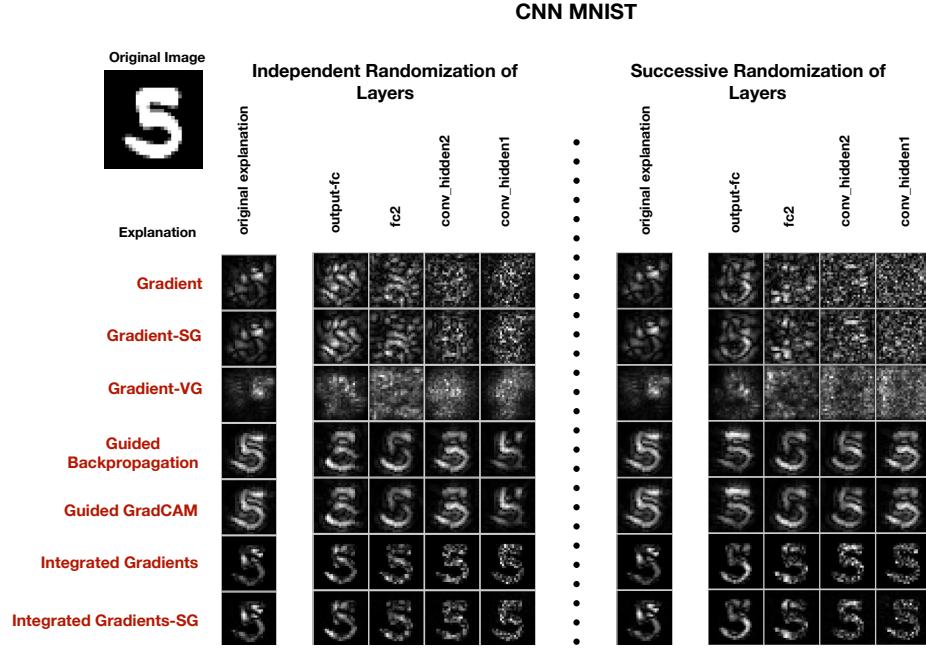 CNN MNIST
Original Image
Independent Randomization of
Layers
Successive Randomization of
Layers
original explanation
output-fc
fc2
conv_hidden2
conv_hidden1
original explanation
output-fc
fc2
conv_hidden2
conv_hidden1
Explanation
Gradient
Gradient-SG
Gradient-VG
Guided
Backpropagation
Guided GradCAM
Integrated Gradients
Integrated Gradients-SG